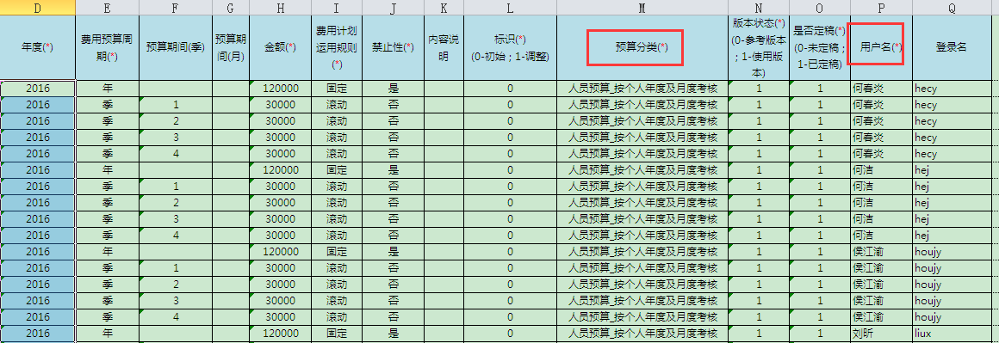 D E F G H I J K L M N O P Q
年度(*) 费用预算周期(*) 预算期间(季) 预算期间(月) 金额(*) 费用计划运用规则(*) 禁止性(*) 内容说明 标识(*)(0-初始；1-调整) 预算分类(*) 版本状态(*)(0-参考版本；1-使用版本) 是否定稿(*)(0-未定稿；1-已定稿) 用户名(*) 登录名
2016 年 120000 固定 是 0 人员预算_按个人年度及月度考核 1 1 何春炎 hecy
2016 季 1 30000 滚动 否 0 人员预算_按个人年度及月度考核 1 1 何春炎 hecy
2016 季 2 30000 滚动 否 0 人员预算_按个人年度及月度考核 1 1 何春炎 hecy
2016 季 3 30000 滚动 否 0 人员预算_按个人年度及月度考核 1 1 何春炎 hecy
2016 季 4 30000 滚动 否 0 人员预算_按个人年度及月度考核 1 1 何春炎 hecy
2016 年 120000 固定 是 0 人员预算_按个人年度及月度考核 1 1 何洁 hej
2016 季 1 30000 滚动 否 0 人员预算_按个人年度及月度考核 1 1 何洁 hej
2016 季 2 30000 滚动 否 0 人员预算_按个人年度及月度考核 1 1 何洁 hej
2016 季 3 30000 滚动 否 0 人员预算_按个人年度及月度考核 1 1 何洁 hej
2016 季 4 30000 滚动 否 0 人员预算_按个人年度及月度考核 1 1 何洁 hej
2016 年 120000 固定 是 0 人员预算_按个人年度及月度考核 1 1 侯江渝 houjy
2016 季 1 30000 滚动 否 0 人员预算_按个人年度及月度考核 1 1 侯江渝 houjy
2016 季 2 30000 滚动 否 0 人员预算_按个人年度及月度考核 1 1 侯江渝 houjy
2016 季 3 30000 滚动 否 0 人员预算_按个人年度及月度考核 1 1 侯江渝 houjy
2016 季 4 30000 滚动 否 0 人员预算_按个人年度及月度考核 1 1 侯江渝 houjy
2016 年 120000 固定 是 0 人员预算_按个人年度及月度考核 1 1 刘昕 liux